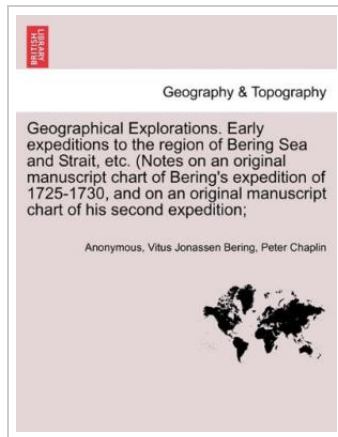 BRITISH
LIBRARY
Geography & Topography
Geographical Explorations. Early
expeditions to the region of Bering Sea
and Strait, etc. (Notes on an original
manuscript chart of Bering's expedition of
1725-1730, and on an original manuscript
chart of his second expedition;
Anonymous, Vitus Jonassen Bering, Peter Chaplin